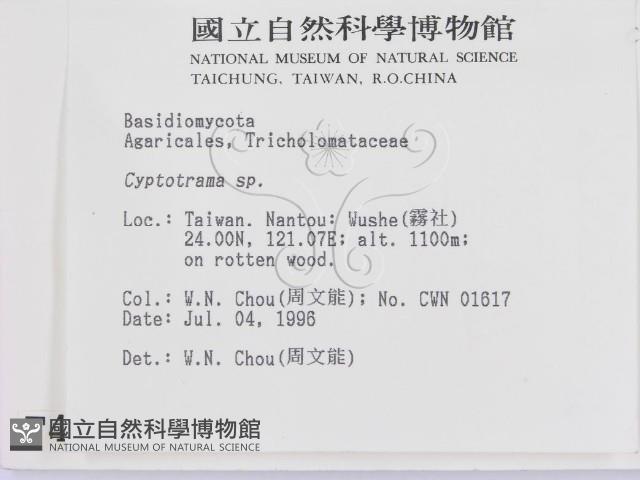 國立自然科學博物館
NATIONAL MUSEUM OF NATURAL SCIENCE
TAICHUNG, TAIWAN, R.O.CHINA
Basidiomycota
Agaricales, Tricholomataceae
Cyptotrama sp.
Loc.: Taiwan. Nantou: Wushe(霧社)
24.00N, 121.07E; alt. 1100m;
on rotten wood.
Col.: W.N. Chou(周文能); No. CWN 01617
Date: Jul. 04, 1996
Det.: W.N. Chou(周文能)
國立自然科學博物館
NATIONAL MUSEUM OF NATURAL SCIENCE